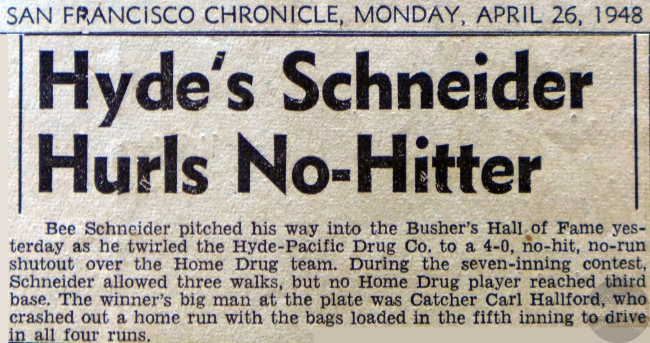 SAN FRANCISCO CHRONICLE, MONDAY, APRIL 26, 1948
Hyde's Schneider
Hurls No-Hitter
Bee Schneider pitched his way into the Busher's Hall of Fame yes-
terday as he twirled the Hyde-Pacific Drug Co. to a 4-0, no-hit, no-run
shutout over the Home Drug team. During the seven-inning contest,
Schneider allowed three walks, but no Home Drug player reached third
base. The winner's big man at the plate was Catcher Carl Hallford, who
crashed out a home run with the bags loaded in the fifth inning to drive
in all four runs.